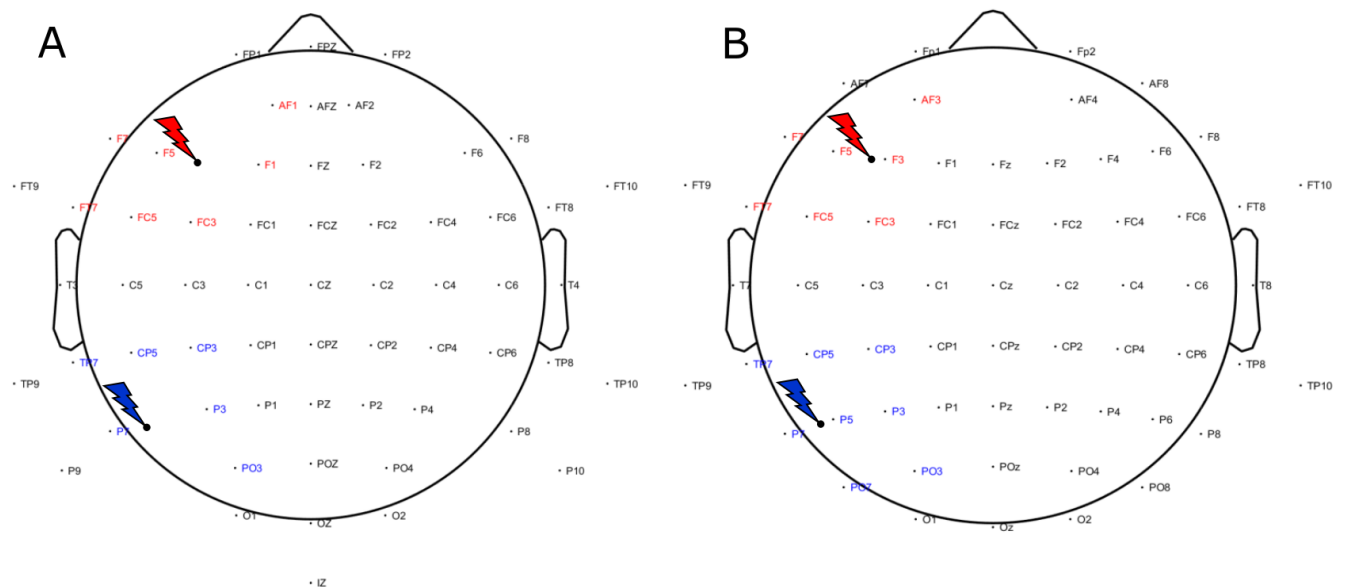 A
FP1 FPZ FP2
AF1 AFZ AF2
F7 F8
F5 F6
F1 FZ F2
FT9 FT10
FT7 FT8
FC5 FC6
FC3 FC4
FC1 FCZ FC2
T3 C5 C3 C1 CZ C2 C4 C6 T4
CP3 CP1 CPZ CP2 CP4
CP5 CP6
TP7 TP8
TP9 TP10
P3 P1 PZ P2 P4
P7 P8
PO3 POZ PO4
P9 P10
O1 OZ O2
IZ
B
Fp1 Fp2
AF7 AF8
AF3 AF4
F7 F8
F5 F6
F3 F1 Fz F2 F4
FT9 FT10
FT7 FT8
FC5 FC6
FC3 FC1 FCz FC2 FC4
T7 C5 C3 C1 Cz C2 C4 C6 T8
CP3 CP1 CPz CP2 CP4
CP5 CP6
TP7 TP8
TP9 TP10
P3 P1 Pz P2 P4
P5 P6
P7 P8
PO3 POz PO4
PO7 PO8
O1 Oz O2